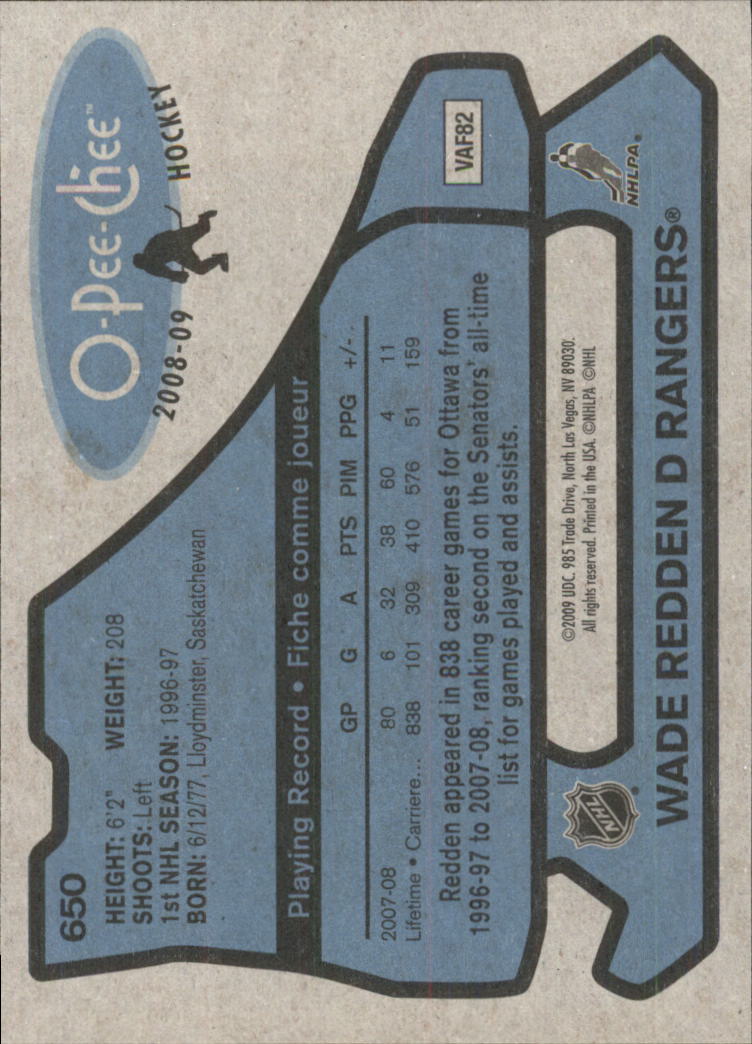 650
HEIGHT: 6'2" WEIGHT: 208
SHOOTS: Left
1st NHL SEASON: 1996-97
BORN: 6/12/77, Lloydminster, Saskatchewan
O-Pee-Chee™
2008-09 HOCKEY
Playing Record • Fiche comme joueur
GP G A PTS PIM PPG +/-
2007-08 80 6 32 38 60 4 11
Lifetime • Carriere... 838 101 309 410 576 51 159
Redden appeared in 838 career games for Ottawa from
1996-97 to 2007-08, ranking second on the Senators' all-time
list for games played and assists.
VAF82
NHL
©2009 UDC. 985 Trade Drive, North Las Vegas, NV 89030.
All rights reserved. Printed in the USA. ©NHLPA ©NHL
NHLPA®
WADE REDDEN D RANGERS®